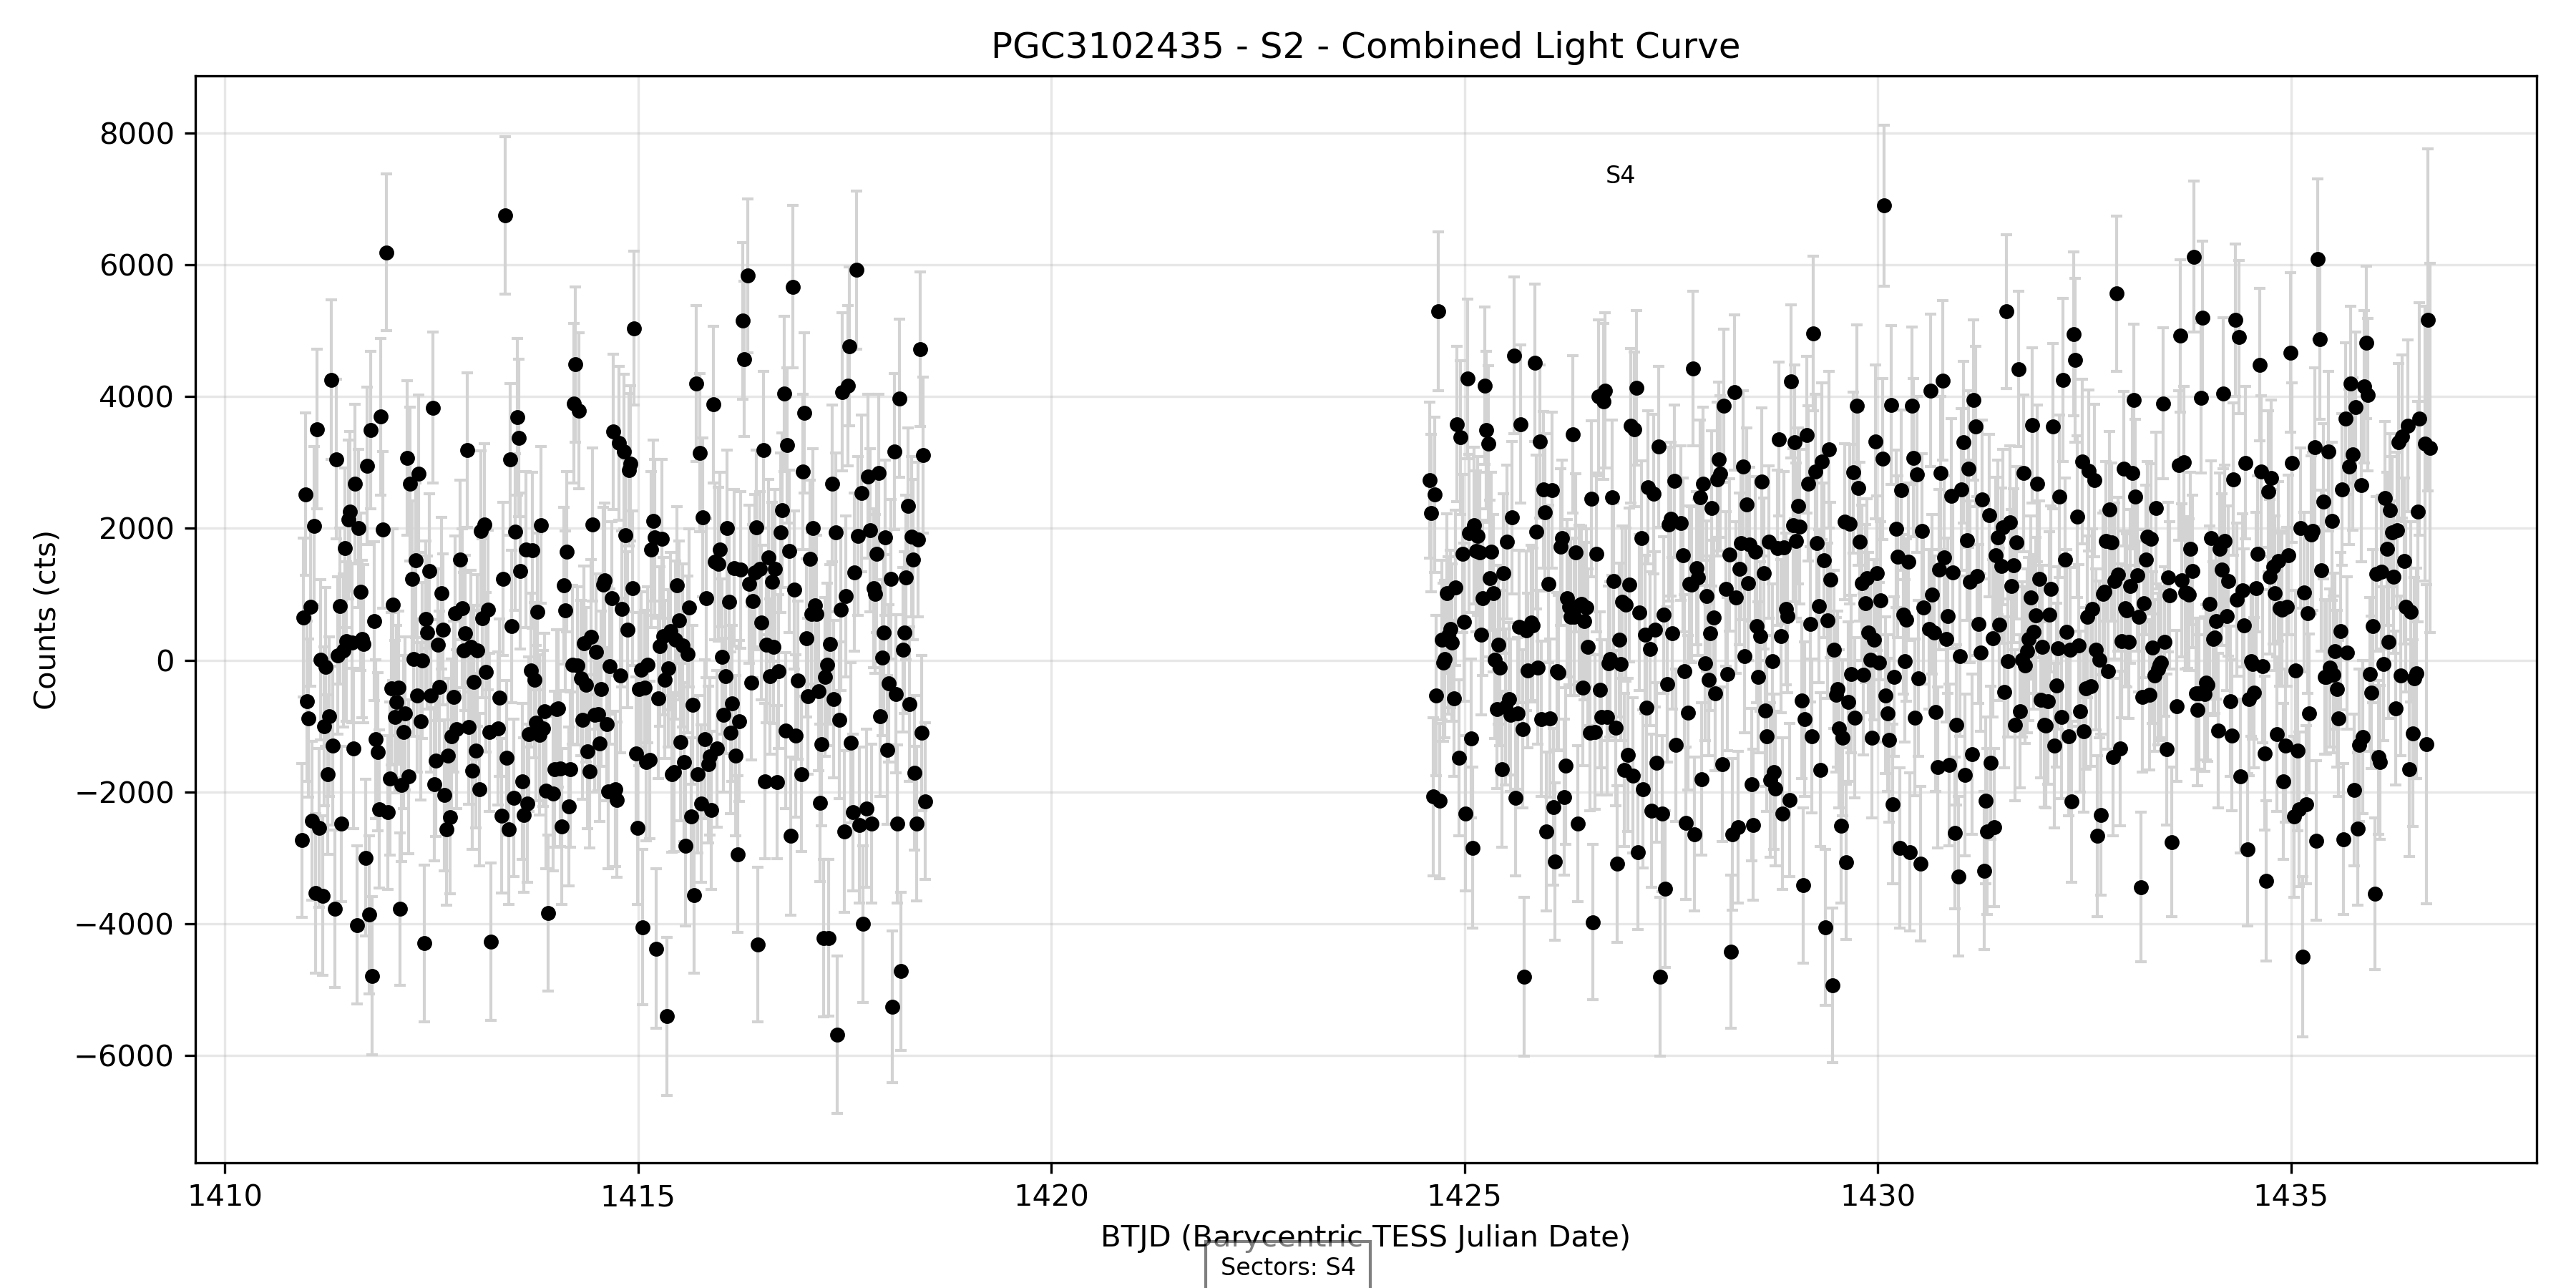 PGC3102435 - S2 - Combined Light Curve
Counts (cts)
8000
6000
4000
2000
0
−2000
−4000
−6000
S4
1410
1415
1420
1425
1430
1435
BTJD (Barycentric TESS Julian Date)
Sectors: S4